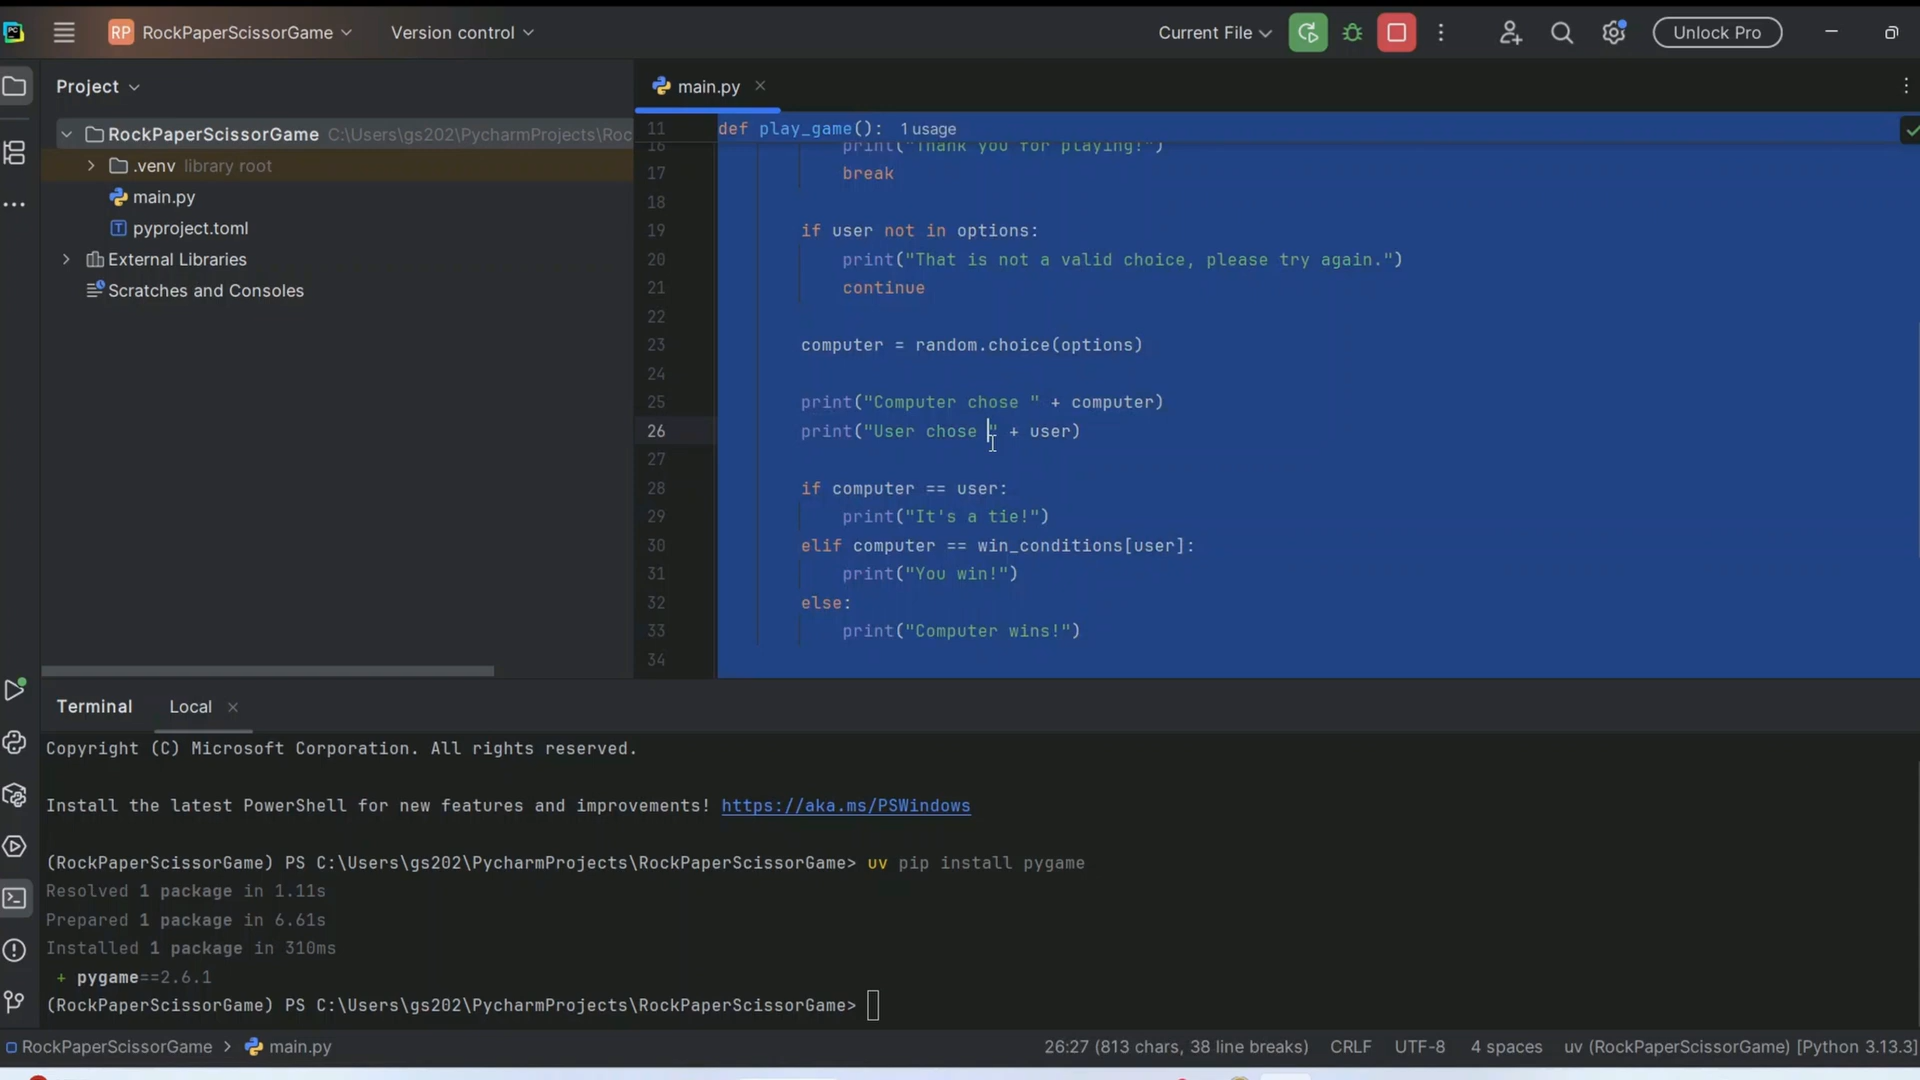 PC
RP RockPaperScissorGame
Version control
Current File
Unlock Pro
Project
RockPaperScissorGame C:\Users\gs202\PycharmProjects\Roc
.venv library root
main.py
pyproject.toml
External Libraries
Scratches and Consoles
main.py
11 def play_game(): 1 usage
16 print("Thank you for playing!")
17 break
18
19 if user not in options:
20 print("That is not a valid choice, please try again.")
21 continue
22
23 computer = random.choice(options)
24
25 print("Computer chose " + computer)
26 print("User chose " + user)
27
28 if computer == user:
29 print("It's a tie!")
30 elif computer == win_conditions[user]:
31 print("You win!")
32 else:
33 print("Computer wins!")
34
Terminal Local
Copyright (C) Microsoft Corporation. All rights reserved.
Install the latest PowerShell for new features and improvements! https://aka.ms/PSWindows
(RockPaperScissorGame) PS C:\Users\gs202\PycharmProjects\RockPaperScissorGame> uv pip install pygame
Resolved 1 package in 1.11s
Prepared 1 package in 6.61s
Installed 1 package in 310ms
+ pygame==2.6.1
(RockPaperScissorGame) PS C:\Users\gs202\PycharmProjects\RockPaperScissorGame>
RockPaperScissorGame > main.py
26:27 (813 chars, 38 line breaks) CRLF UTF-8 4 spaces uv (RockPaperScissorGame) [Python 3.13.3]